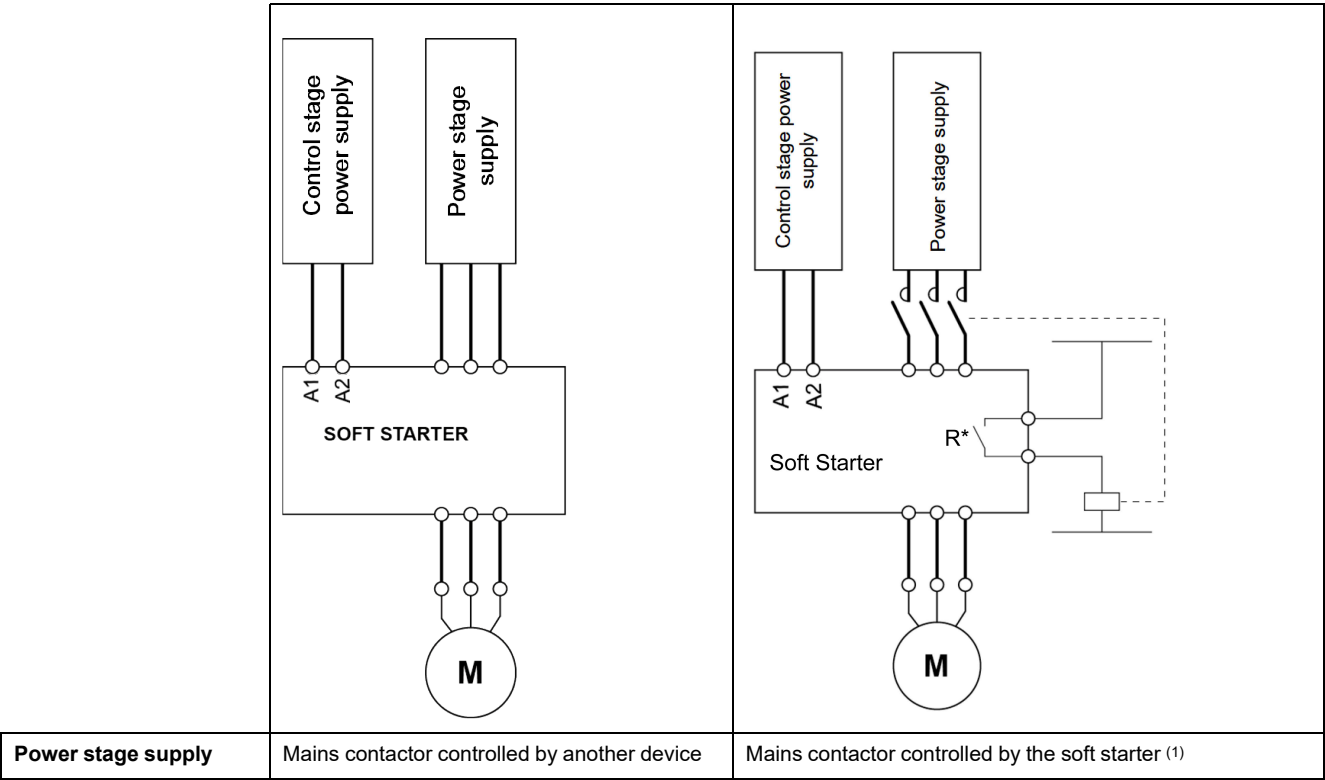 Control stage
power supply
Power stage
supply
A1
A2
SOFT STARTER
M
Control stage power
supply
Power stage supply
A1
A2
R*
Soft Starter
M
Power stage supply
Mains contactor controlled by another device
Mains contactor controlled by the soft starter (1)